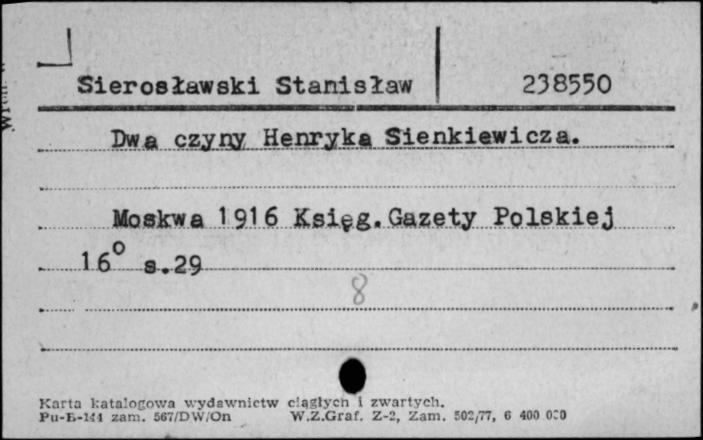 Sierosławski Stanisław 238550
Dwa czyny Henryka Sienkiewicza.
Moskwa 1916 Księg.Gazety Polskiej
16° s.29
8
Karta katalogowa wydawnictw ciągłych i zwartych.
Pu-B-144 zam. 567/DW/On W.Z.Graf. Z-2, Zam. 502/77, 6 400 000